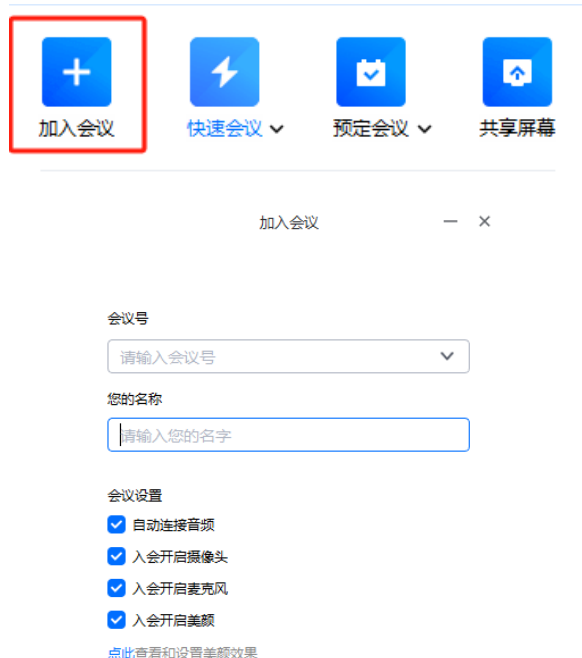 加入会议 快速会议 预定会议 共享屏幕
加入会议
会议号
请输入会议号
您的名称
请输入您的名字
会议设置
自动连接音频
入会开启摄像头
入会开启麦克风
入会开启美颜
点此查看和设置美颜效果